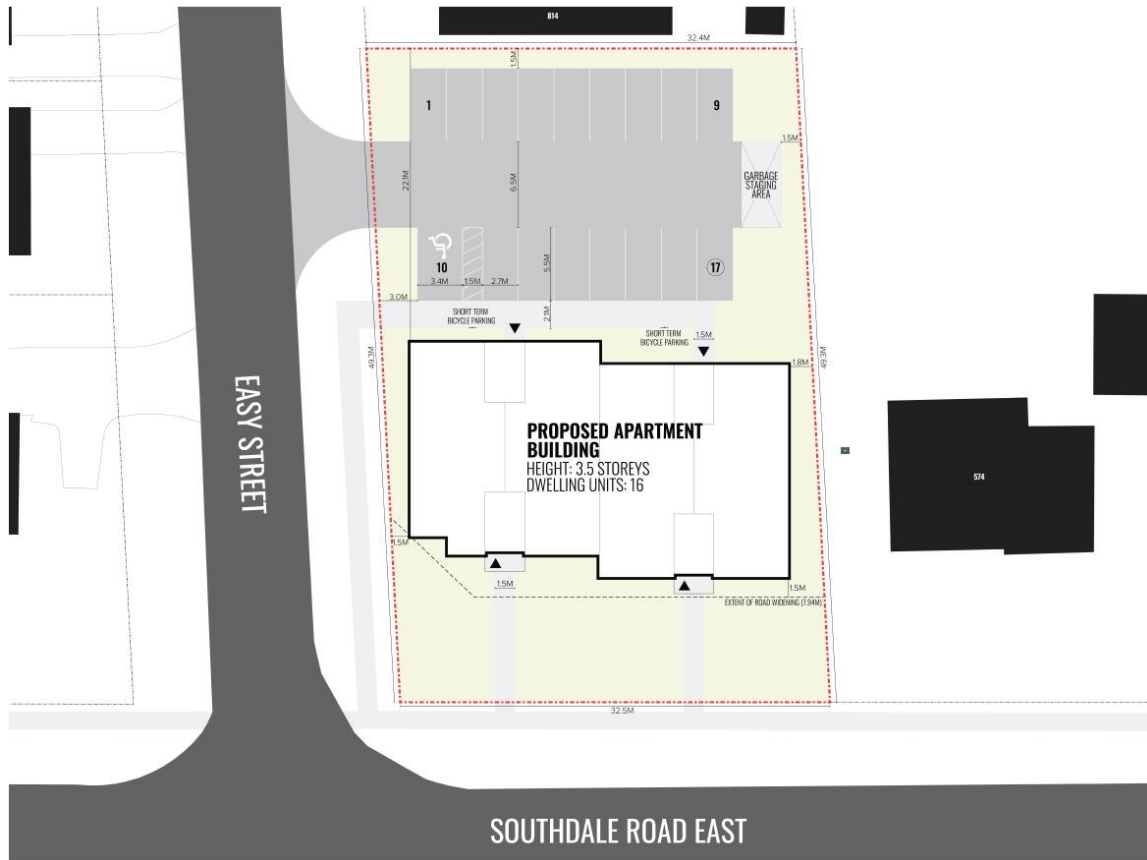 814
32.4M
1.5M
1
9
1.5M
22.1M
6.5M
GARBAGE
STAGING
AREA
10
17
3.4M
1.5M
2.7M
5.5M
3.0M
2.1M
SHORT TERM
BICYCLE PARKING
SHORT TERM
BICYCLE PARKING
1.5M
49.3M
1.8M
49.3M
EASY STREET
PROPOSED APARTMENT
BUILDING
HEIGHT: 3.5 STOREYS
DWELLING UNITS: 16
574
1.5M
1.5M
1.5M
EXTENT OF ROAD WIDENING (7.94M)
32.5M
SOUTHDALE ROAD EAST